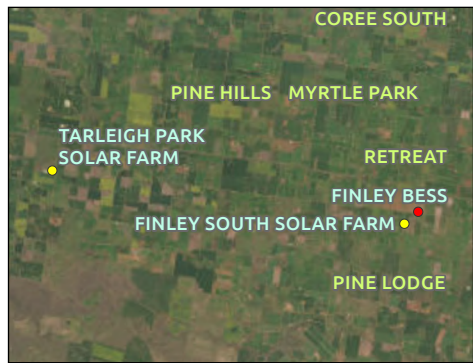 COREE SOUTH
PINE HILLS
MYRTLE PARK
TARLEIGH PARK
SOLAR FARM
RETREAT
FINLEY BESS
FINLEY SOUTH SOLAR FARM
PINE LODGE